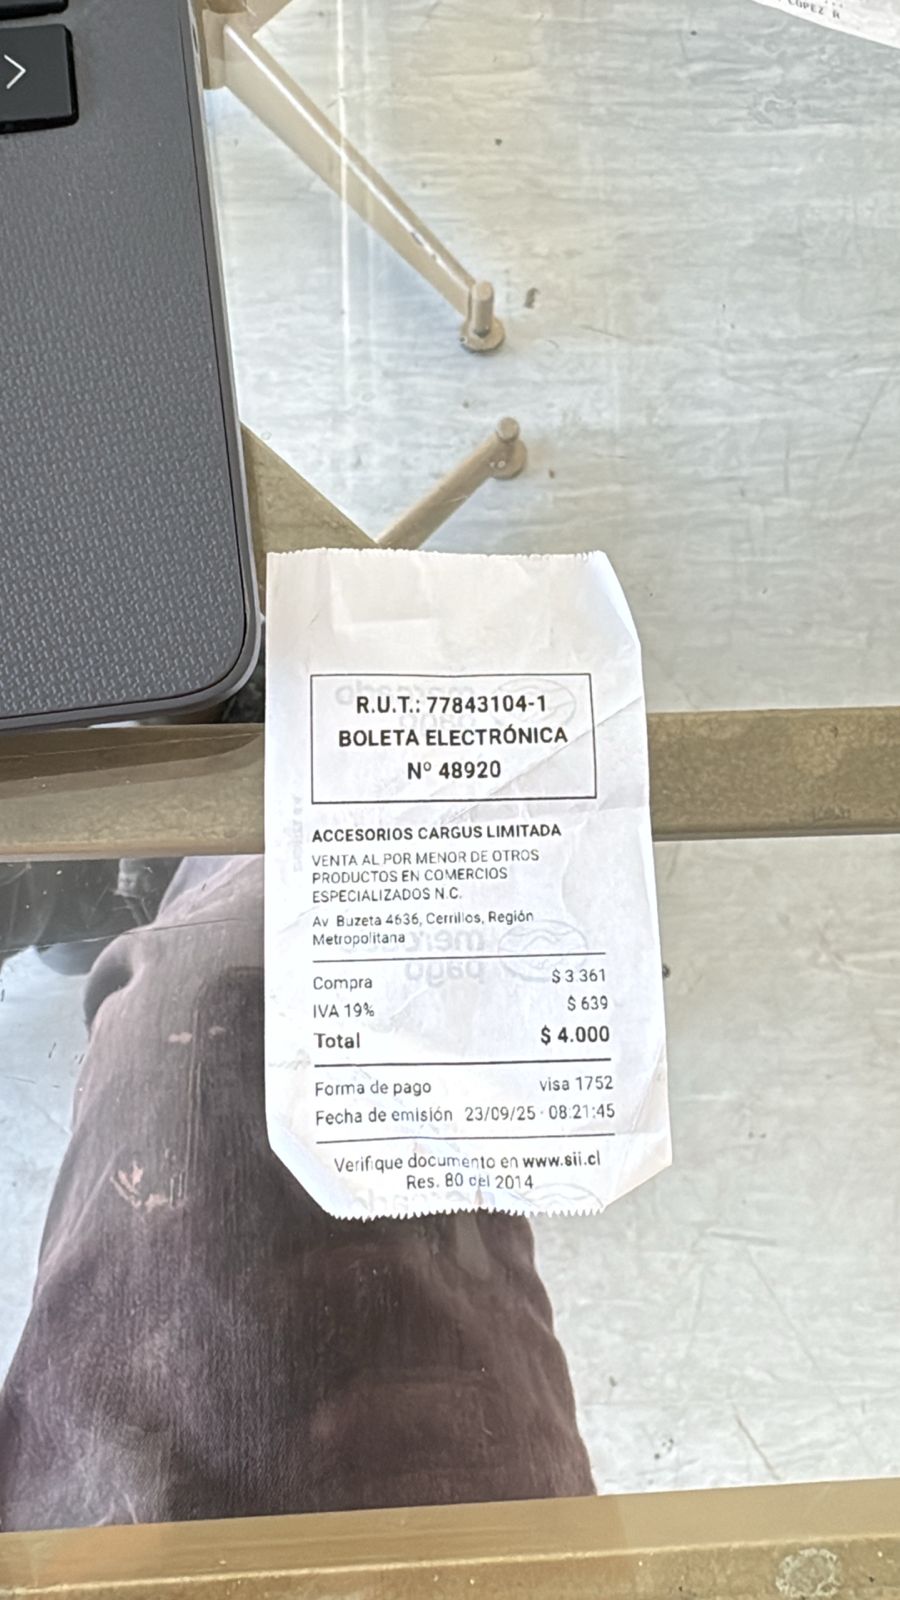 LOPEZ R
R.U.T.: 77843104-1
BOLETA ELECTRÓNICA
Nº 48920
ACCESORIOS CARGUS LIMITADA
VENTA AL POR MENOR DE OTROS
PRODUCTOS EN COMERCIOS
ESPECIALIZADOS N.C.
Av Buzeta 4636, Cerrillos, Región
Metropolitana
Compra $ 3.361
IVA 19% $ 639
Total $ 4.000
Forma de pago visa 1752
Fecha de emisión 23/09/25 · 08:21:45
Verifique documento en www.sii.cl
Res. 80 del 2014